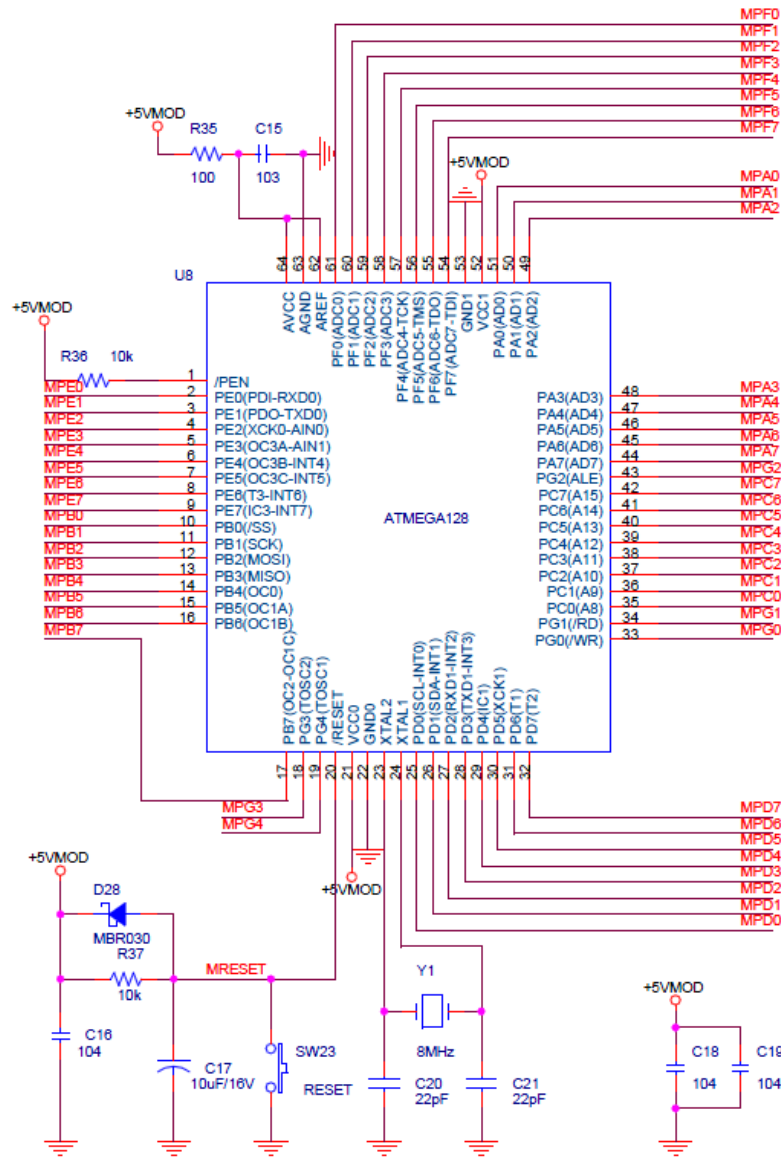 MPF0
MPF1
MPF2
MPF3
MPF4
MPF5
MPF6
MPF7
+5VMOD
R35
C15
100
103
+5VMOD
MPA0
MPA1
MPA2
64
63
62
61
60
59
58
57
56
55
54
53
52
51
50
49
U8
AVCC
AGND
AREF
PF0(ADC0)
PF1(ADC1)
PF2(ADC2)
PF3(ADC3)
PF4(ADC4-TCK)
PF5(ADC5-TMS)
PF6(ADC6-TDO)
PF7(ADC7-TDI)
GND1
VCC1
PA0(AD0)
PA1(AD1)
PA2(AD2)
+5VMOD
R36 10k
1 /PEN
MPE0 2 PE0(PDI-RXD0)
MPE1 3 PE1(PDO-TXD0)
MPE2 4 PE2(XCK0-AIN0)
MPE3 5 PE3(OC3A-AIN1)
MPE4 6 PE4(OC3B-INT4)
MPE5 7 PE5(OC3C-INT5)
MPE6 8 PE6(T3-INT6)
MPE7 9 PE7(IC3-INT7)
MPB0 10 PB0(/SS)
MPB1 11 PB1(SCK)
MPB2 12 PB2(MOSI)
MPB3 13 PB3(MISO)
MPB4 14 PB4(OC0)
MPB5 15 PB5(OC1A)
MPB6 16 PB6(OC1B)
MPB7
ATMEGA128
PA3(AD3) 48 MPA3
PA4(AD4) 47 MPA4
PA5(AD5) 46 MPA5
PA6(AD6) 45 MPA6
PA7(AD7) 44 MPA7
PG2(ALE) 43 MPG2
PC7(A15) 42 MPC7
PC6(A14) 41 MPC6
PC5(A13) 40 MPC5
PC4(A12) 39 MPC4
PC3(A11) 38 MPC3
PC2(A10) 37 MPC2
PC1(A9) 36 MPC1
PC0(A8) 35 MPC0
PG1(/RD) 34 MPG1
PG0(/WR) 33 MPG0
PB7(OC2-OC1C)
PG3(TOSC2)
PG4(TOSC1)
/RESET
VCC0
GND0
XTAL2
XTAL1
PD0(SCL-INT0)
PD1(SDA-INT1)
PD2(RXD1-INT2)
PD3(TXD1-INT3)
PD4(IC1)
PD5(XCK1)
PD6(T1)
PD7(T2)
17
18
19
20
21
22
23
24
25
26
27
28
29
30
31
32
MPG3
MPG4
MPD7
MPD6
MPD5
MPD4
MPD3
MPD2
MPD1
MPD0
+5VMOD
+5VMOD
D28
MBR030
R37
10k
MRESET
C16
104
C17
10uF/16V
SW23
RESET
Y1
8MHz
C20
22pF
C21
22pF
+5VMOD
C18
104
C19
104